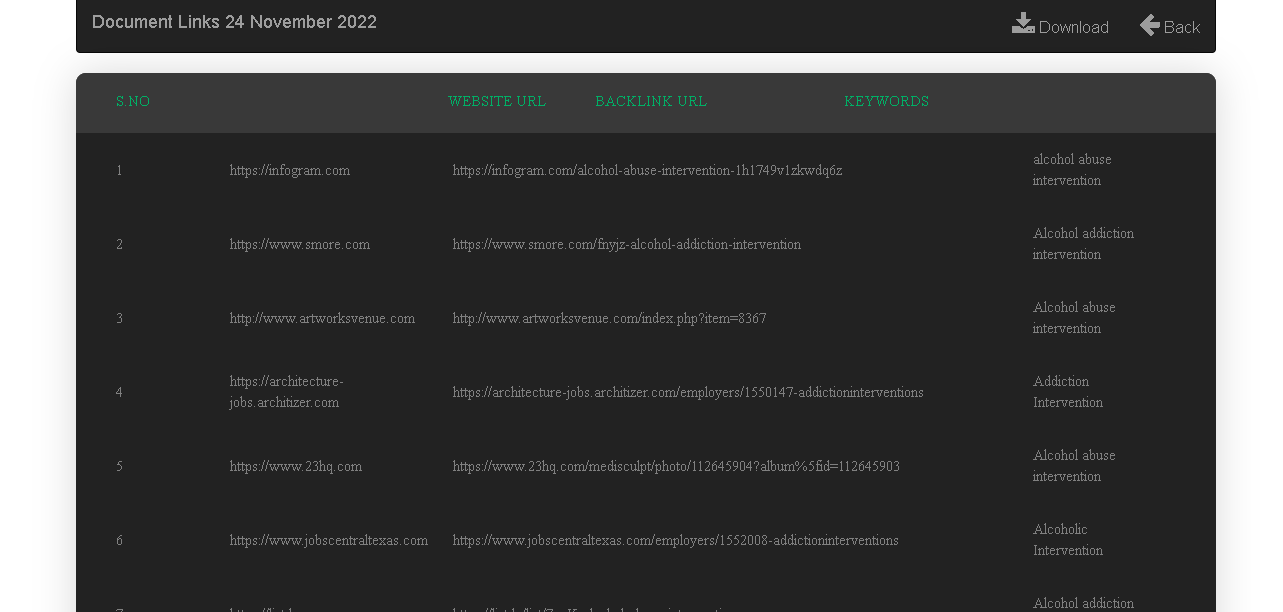 Document Links 24 November 2022
Download
Back
S.NO WEBSITE URL BACKLINK URL KEYWORDS
1 https://infogram.com https://infogram.com/alcohol-abuse-intervention-1h1749v1zkwdq6z alcohol abuse
intervention
2 https://www.smore.com https://www.smore.com/fnyjz-alcohol-addiction-intervention Alcohol addiction
intervention
3 http://www.artworksvenue.com http://www.artworksvenue.com/index.php?item=8367 Alcohol abuse
intervention
4 https://architecture-
jobs.architizer.com https://architecture-jobs.architizer.com/employers/1550147-addictioninterventions Addiction
Intervention
5 https://www.23hq.com https://www.23hq.com/medisculpt/photo/112645904?album%5fid=112645903 Alcohol abuse
intervention
6 https://www.jobscentraltexas.com https://www.jobscentraltexas.com/employers/1552008-addictioninterventions Alcoholic
Intervention
Alcohol addiction